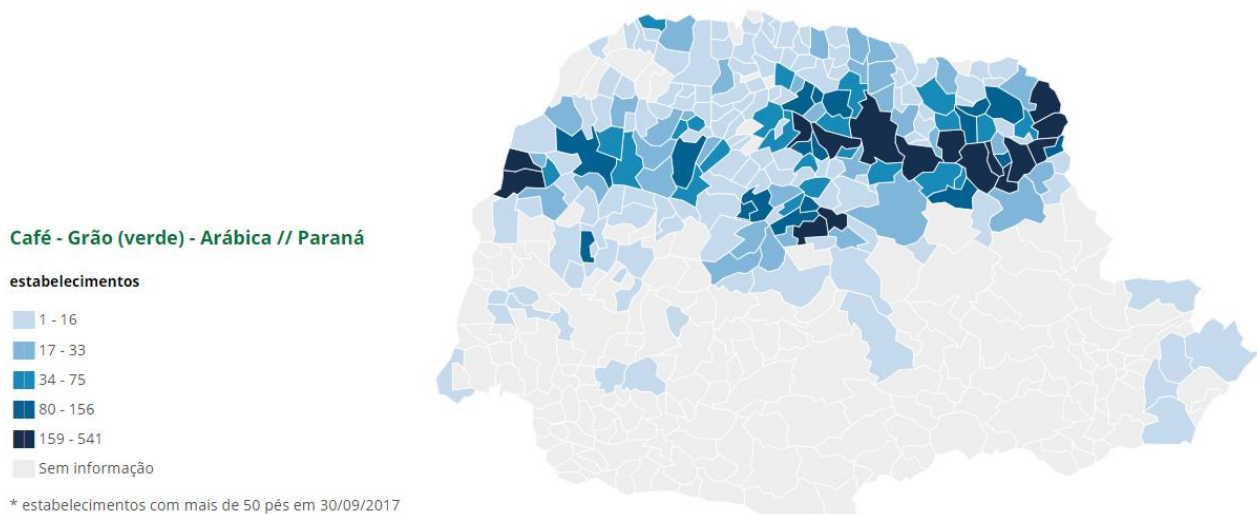 Café - Grão (verde) - Arábica // Paraná
estabelecimentos
1 - 16
17 - 33
34 - 75
80 - 156
159 - 541
Sem informação
* estabelecimentos com mais de 50 pés em 30/09/2017